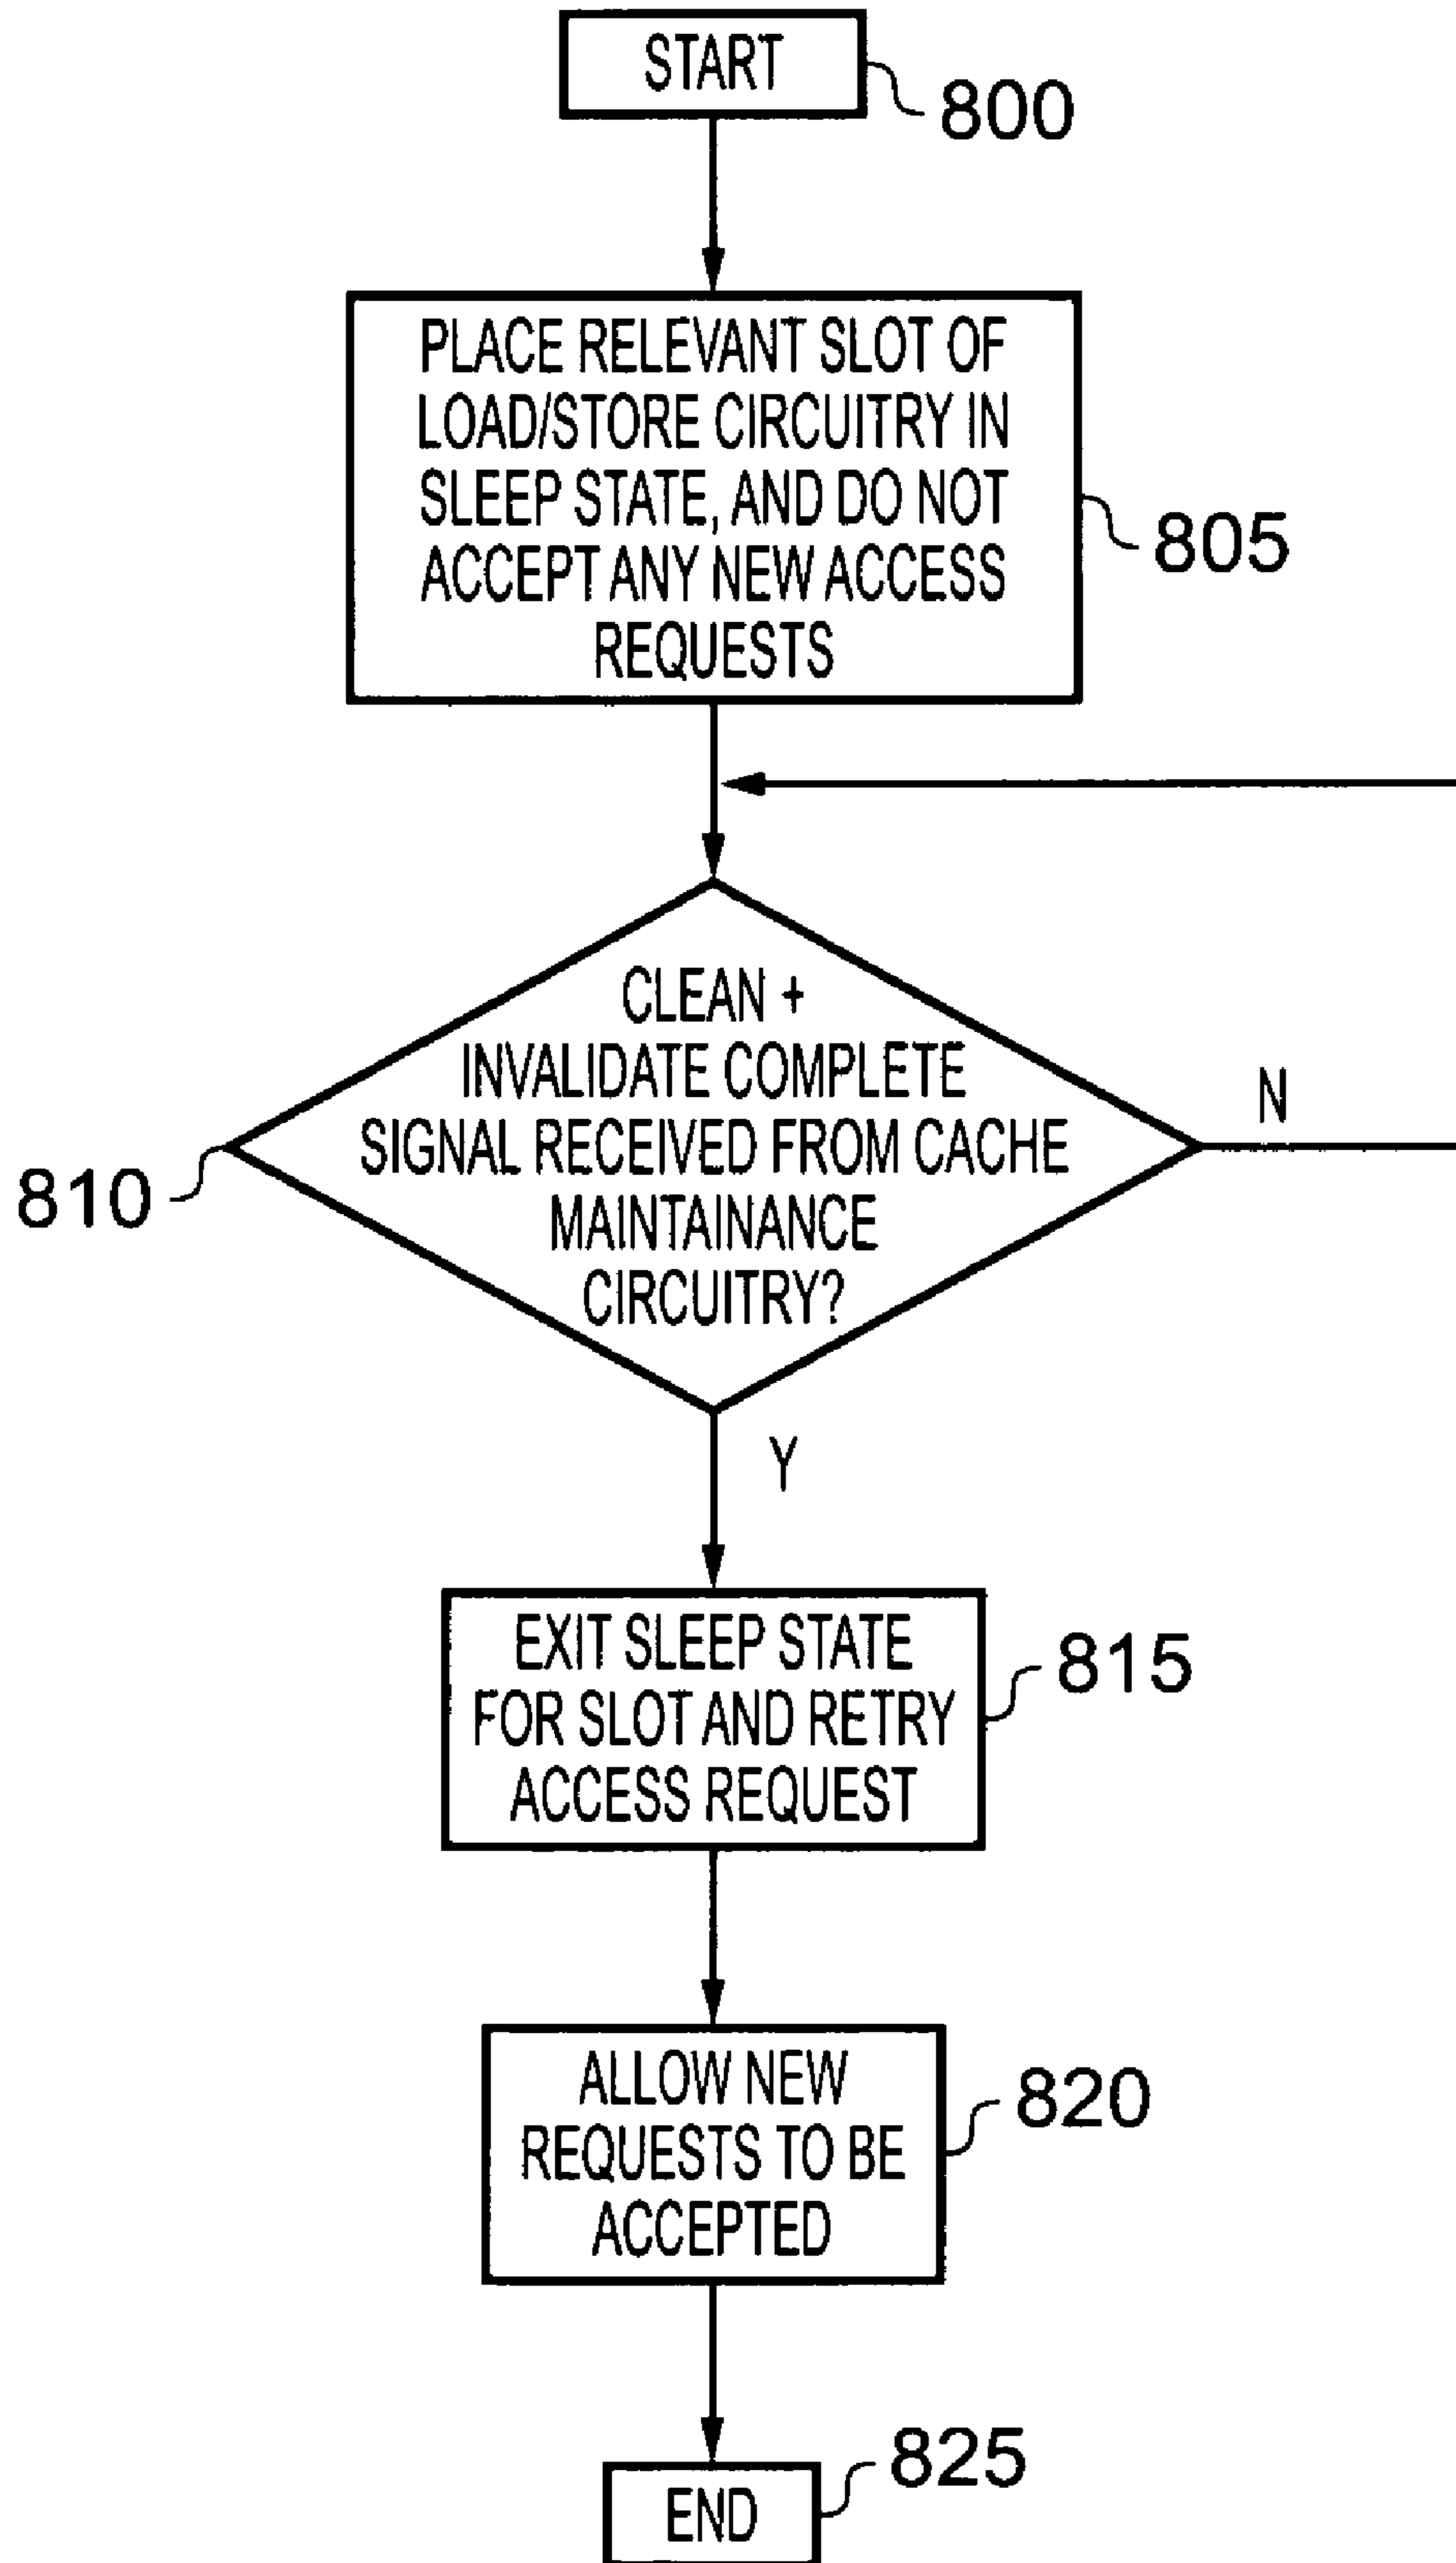 START
800
PLACE RELEVANT SLOT OF
LOAD/STORE CIRCUITRY IN
SLEEP STATE, AND DO NOT
ACCEPT ANY NEW ACCESS
REQUESTS
805
CLEAN +
INVALIDATE COMPLETE
SIGNAL RECEIVED FROM CACHE
MAINTAINANCE
CIRCUITRY?
N
810
Y
EXIT SLEEP STATE
FOR SLOT AND RETRY
ACCESS REQUEST
815
ALLOW NEW
REQUESTS TO BE
ACCEPTED
820
END
825